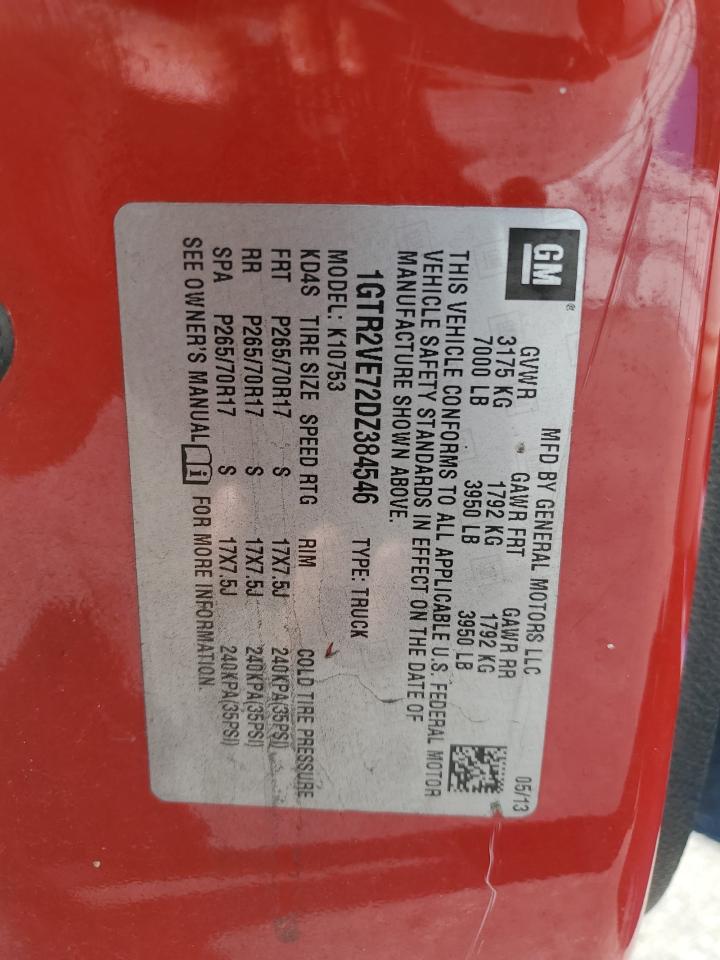 GM®
MFD BY GENERAL MOTORS LLC 05/13
GVWR GAWR FRT GAWR RR
3175 KG 1792 KG 1792 KG
7000 LB 3950 LB 3950 LB
THIS VEHICLE CONFORMS TO ALL APPLICABLE U.S. FEDERAL MOTOR
VEHICLE SAFETY STANDARDS IN EFFECT ON THE DATE OF
MANUFACTURE SHOWN ABOVE.
1GTR2VE72DZ384546 TYPE: TRUCK
MODEL: K10753
KD4S TIRE SIZE SPEED RTG RIM COLD TIRE PRESSURE
FRT P265/70R17 S 17X7.5J 240KPA(35PSI)
RR P265/70R17 S 17X7.5J 240KPA(35PSI)
SPA P265/70R17 S 17X7.5J 240KPA(35PSI)
SEE OWNER'S MANUAL i FOR MORE INFORMATION.